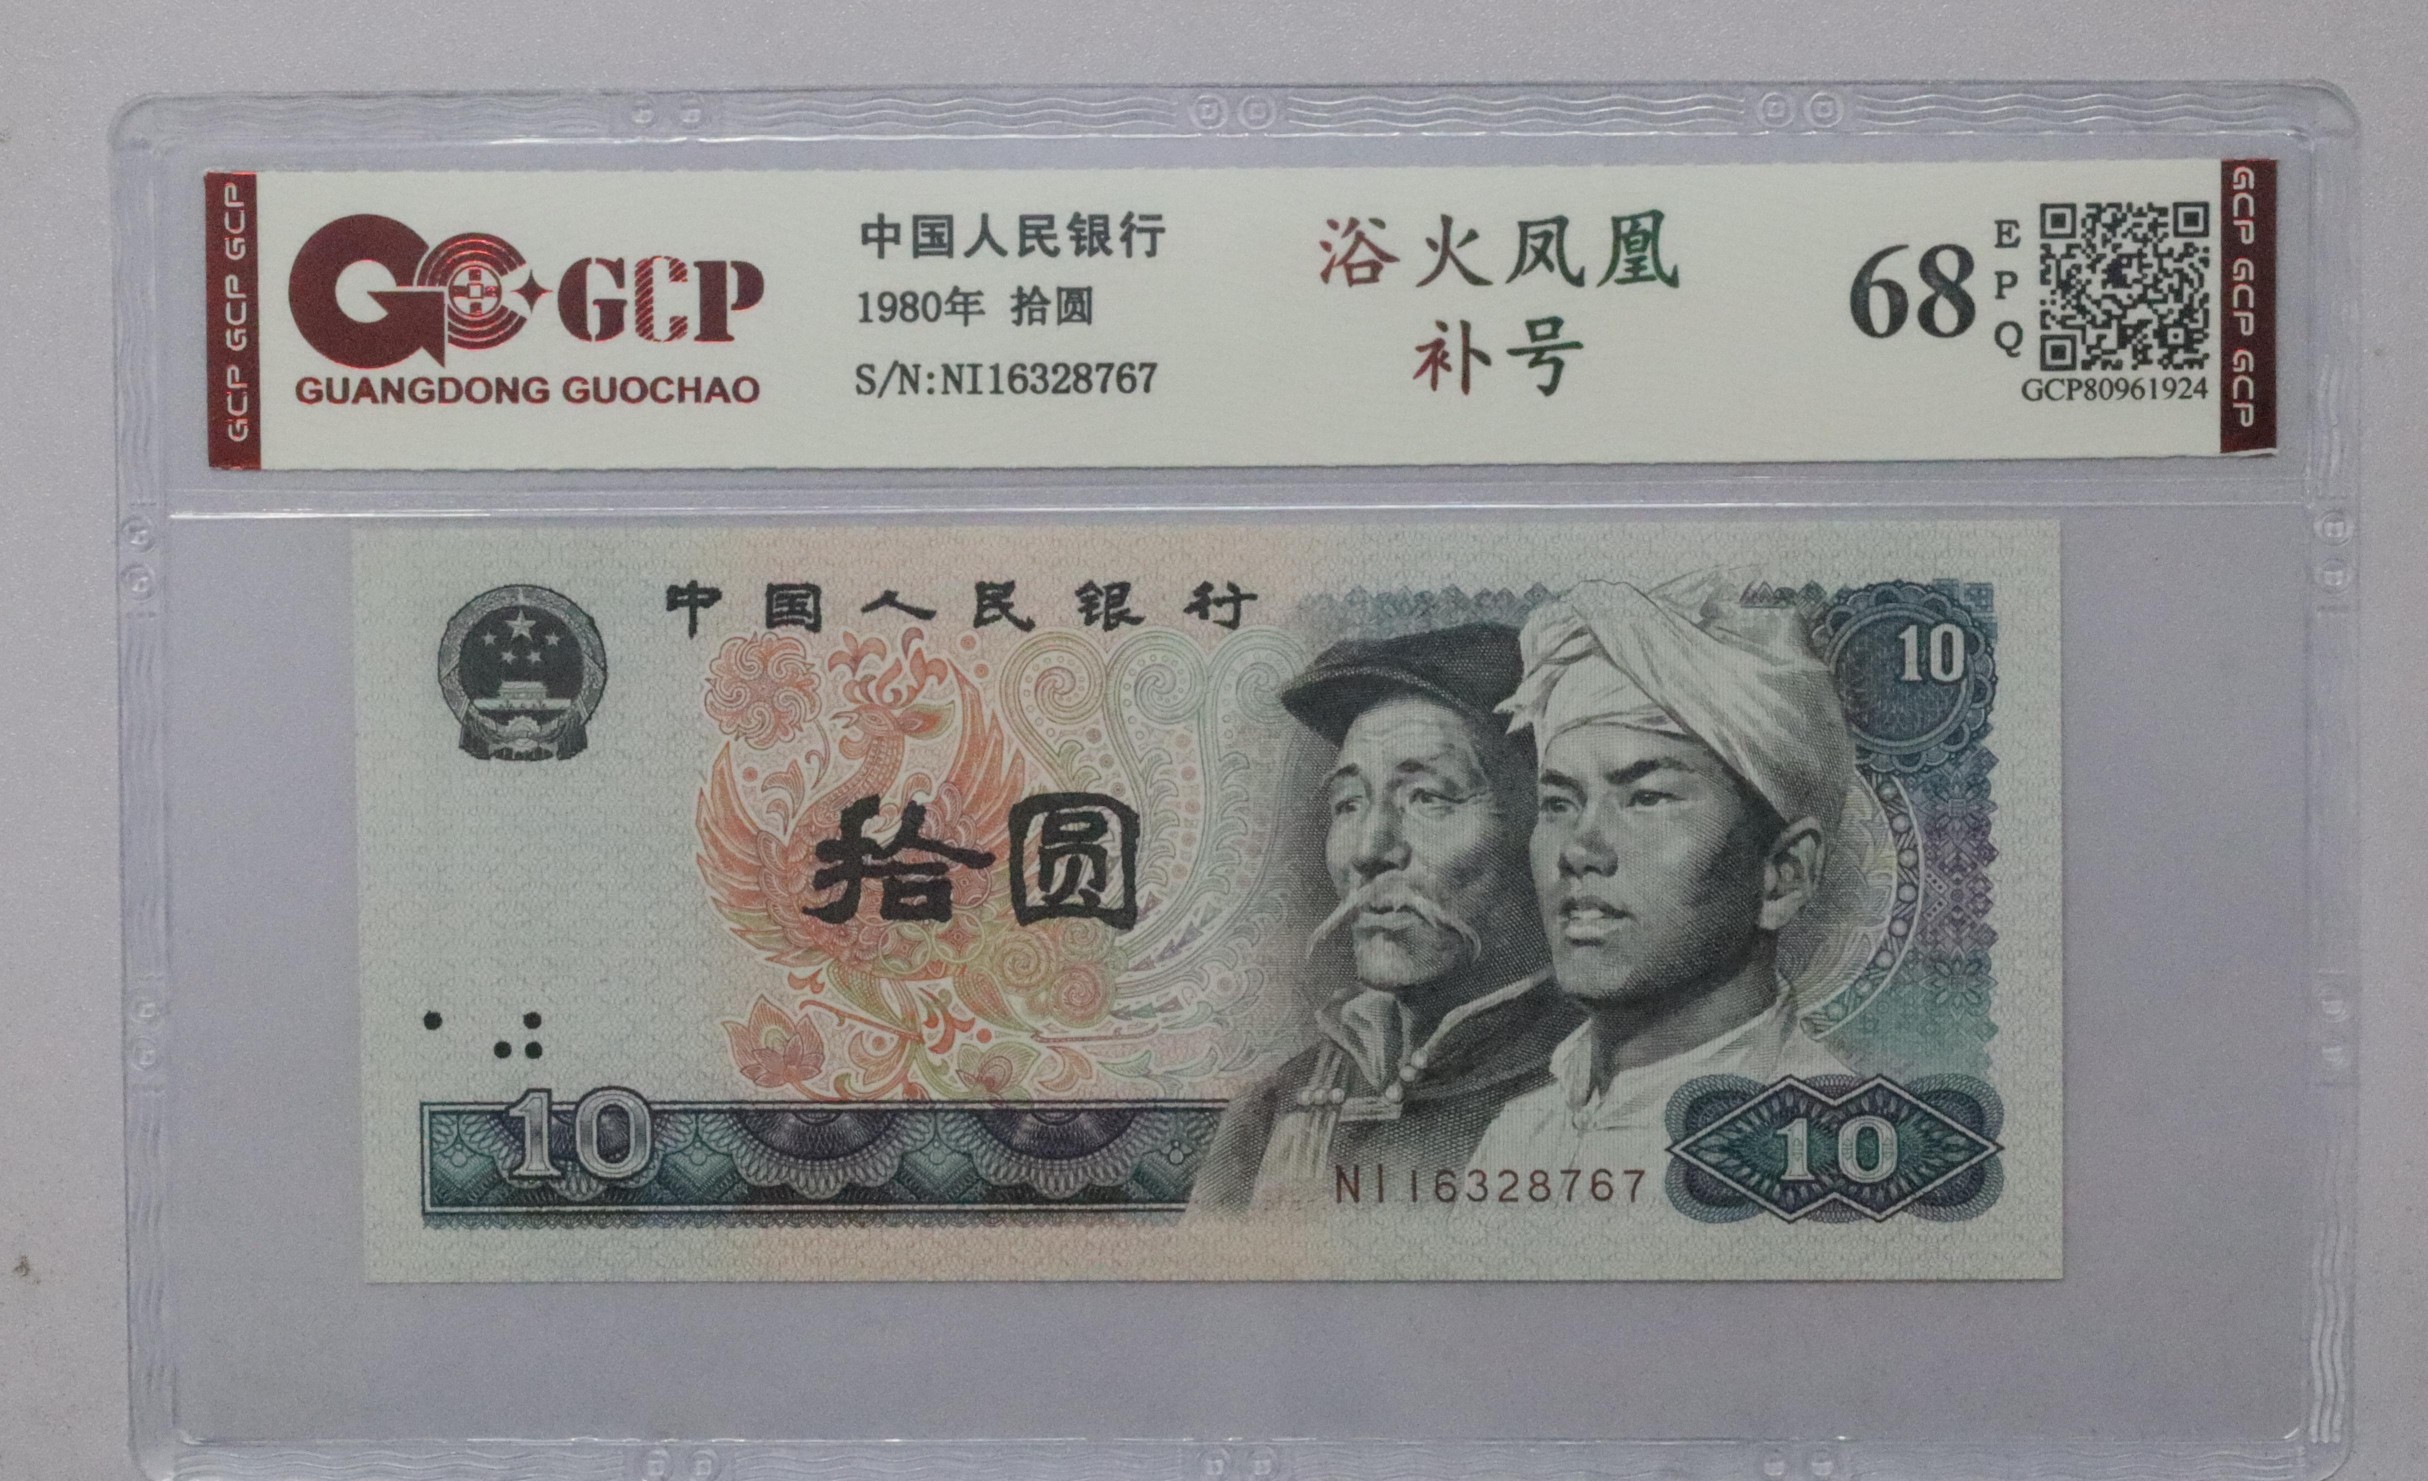 GCP GCP GCP
GCP
GUANGDONG GUOCHAO
中国人民银行
1980年 拾圆
S/N:NI16328767
浴火凤凰
补号
68
EPQ
GCP80961924
GCP GCP GCP
中国人民银行
10
拾圆
10
NI16328767
10